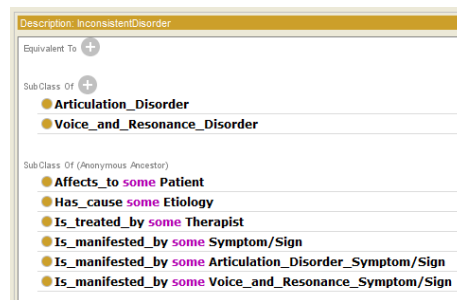 Description: InconsistentDisorder
Equivalent To
SubClass Of
Articulation_Disorder
Voice_and_Resonance_Disorder
SubClass Of (Anonymous Ancestor)
Affects_to some Patient
Has_cause some Etiology
Is_treated_by some Therapist
Is_manifested_by some Symptom/Sign
Is_manifested_by some Articulation_Disorder_Symptom/Sign
Is_manifested_by some Voice_and_Resonance_Symptom/Sign